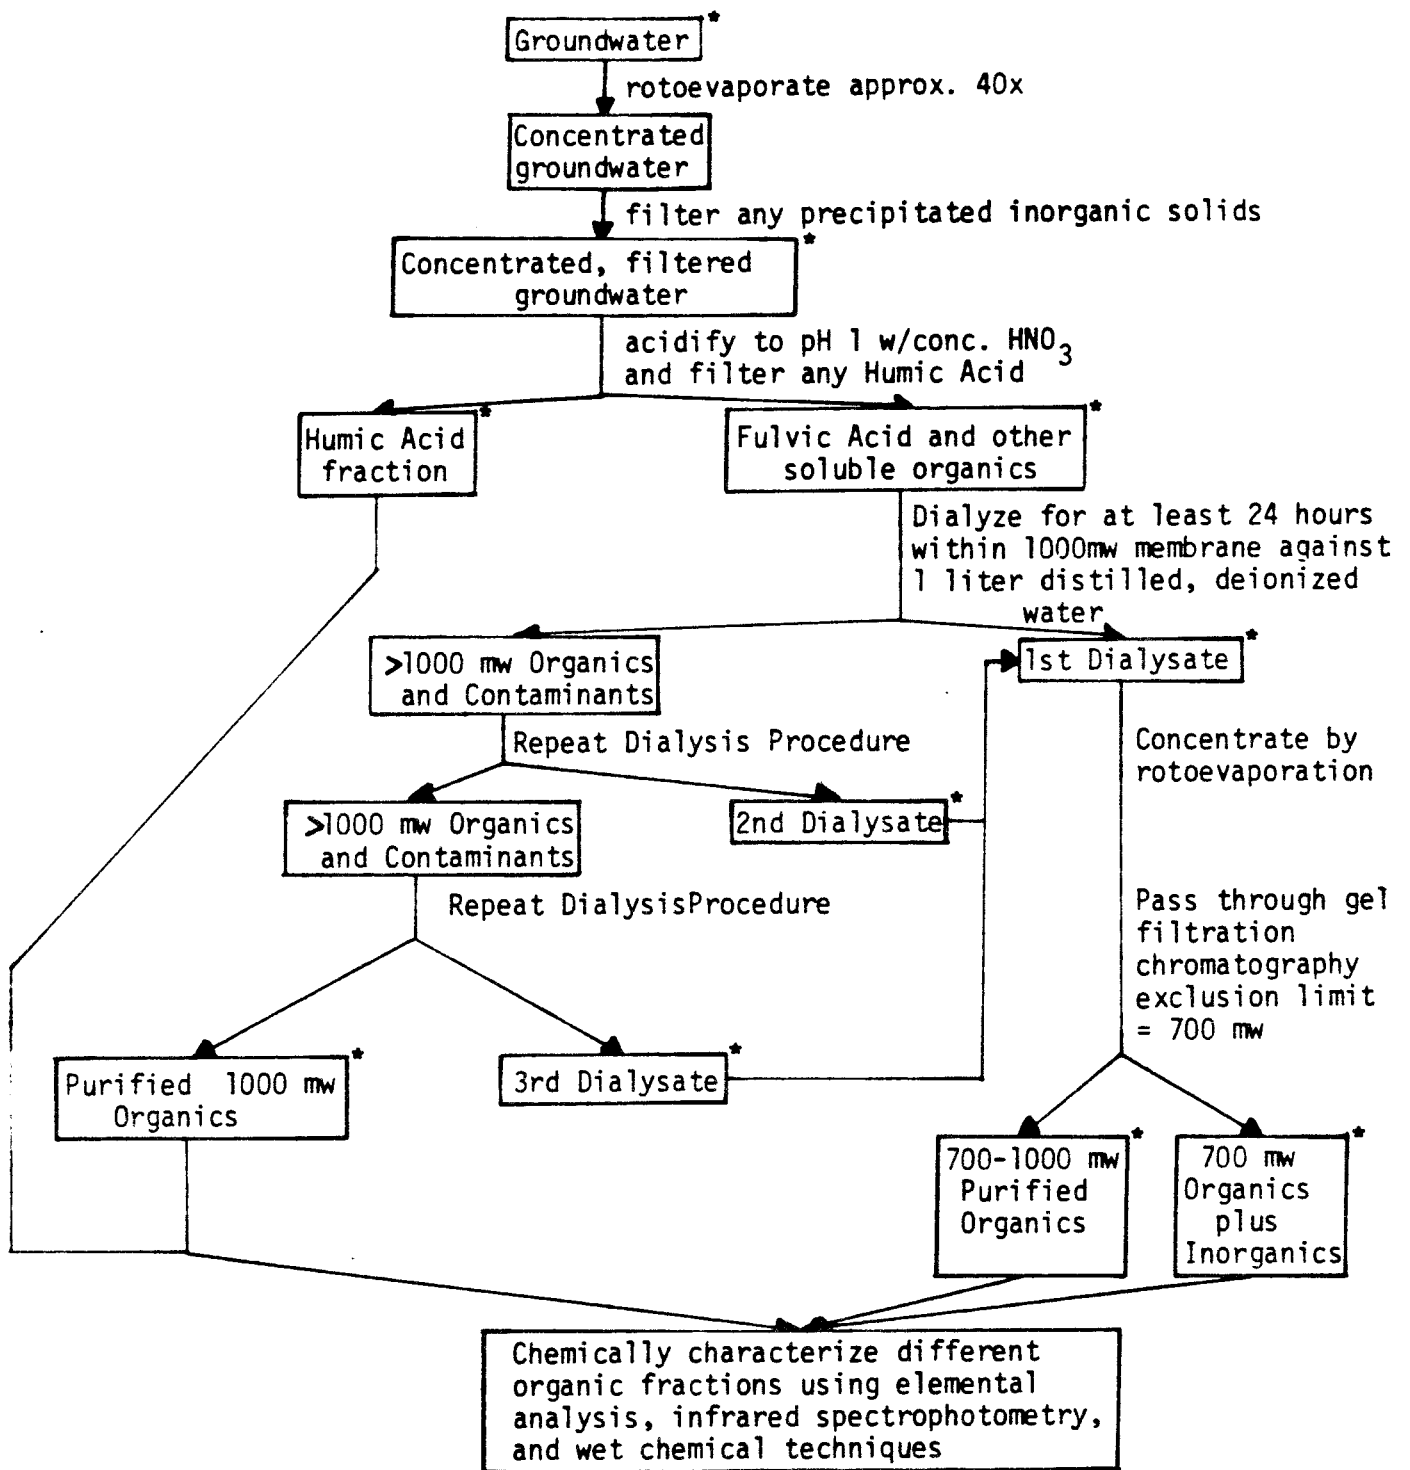 Groundwater*
rotoevaporate approx. 40x
Concentrated
groundwater
filter any precipitated inorganic solids
Concentrated, filtered*
groundwater
acidify to pH 1 w/conc. HNO3
and filter any Humic Acid
Humic Acid*
fraction
Fulvic Acid and other*
soluble organics
Dialyze for at least 24 hours
within 1000mw membrane against
1 liter distilled, deionized
water
>1000 mw Organics
and Contaminants
1st Dialysate*
Repeat Dialysis Procedure
Concentrate by
rotoevaporation
>1000 mw Organics
and Contaminants
2nd Dialysate*
Repeat DialysisProcedure
Pass through gel
filtration
chromatography
exclusion limit
= 700 mw
Purified 1000 mw*
Organics
3rd Dialysate*
700-1000 mw*
Purified
Organics
700 mw*
Organics
plus
Inorganics
Chemically characterize different
organic fractions using elemental
analysis, infrared spectrophotometry,
and wet chemical techniques